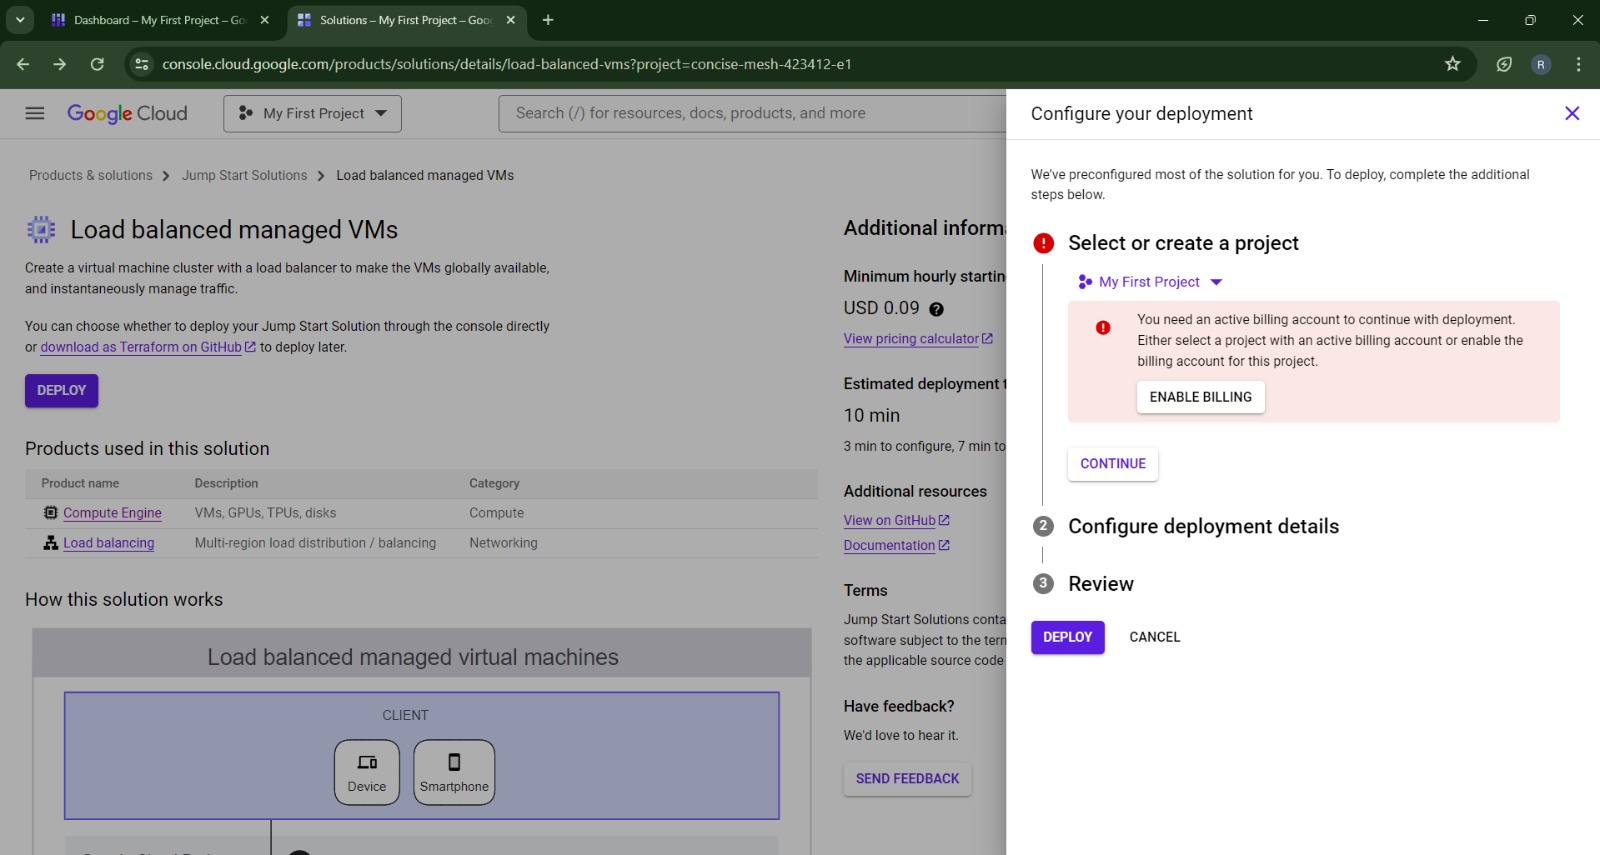 Dashboard – My First Project – Go
Solutions – My First Project – Goo
console.cloud.google.com/products/solutions/details/load-balanced-vms?project=concise-mesh-423412-e1
R
Google Cloud
My First Project
Search (/) for resources, docs, products, and more
Products & solutions
Jump Start Solutions
Load balanced managed VMs
Load balanced managed VMs
Create a virtual machine cluster with a load balancer to make the VMs globally available,
and instantaneously manage traffic.
You can choose whether to deploy your Jump Start Solution through the console directly
or download as Terraform on GitHub to deploy later.
DEPLOY
Products used in this solution
Product name Description Category
Compute Engine VMs, GPUs, TPUs, disks Compute
Load balancing Multi-region load distribution / balancing Networking
How this solution works
Load balanced managed virtual machines
CLIENT
Device
Smartphone
Additional inform
Minimum hourly startin
USD 0.09
View pricing calculator
Estimated deployment t
10 min
3 min to configure, 7 min to
Additional resources
View on GitHub
Documentation
Terms
Jump Start Solutions conta
software subject to the tern
the applicable source code
Have feedback?
We'd love to hear it.
SEND FEEDBACK
Configure your deployment
We've preconfigured most of the solution for you. To deploy, complete the additional
steps below.
Select or create a project
My First Project
You need an active billing account to continue with deployment.
Either select a project with an active billing account or enable the
billing account for this project.
ENABLE BILLING
CONTINUE
2 Configure deployment details
3 Review
DEPLOY
CANCEL